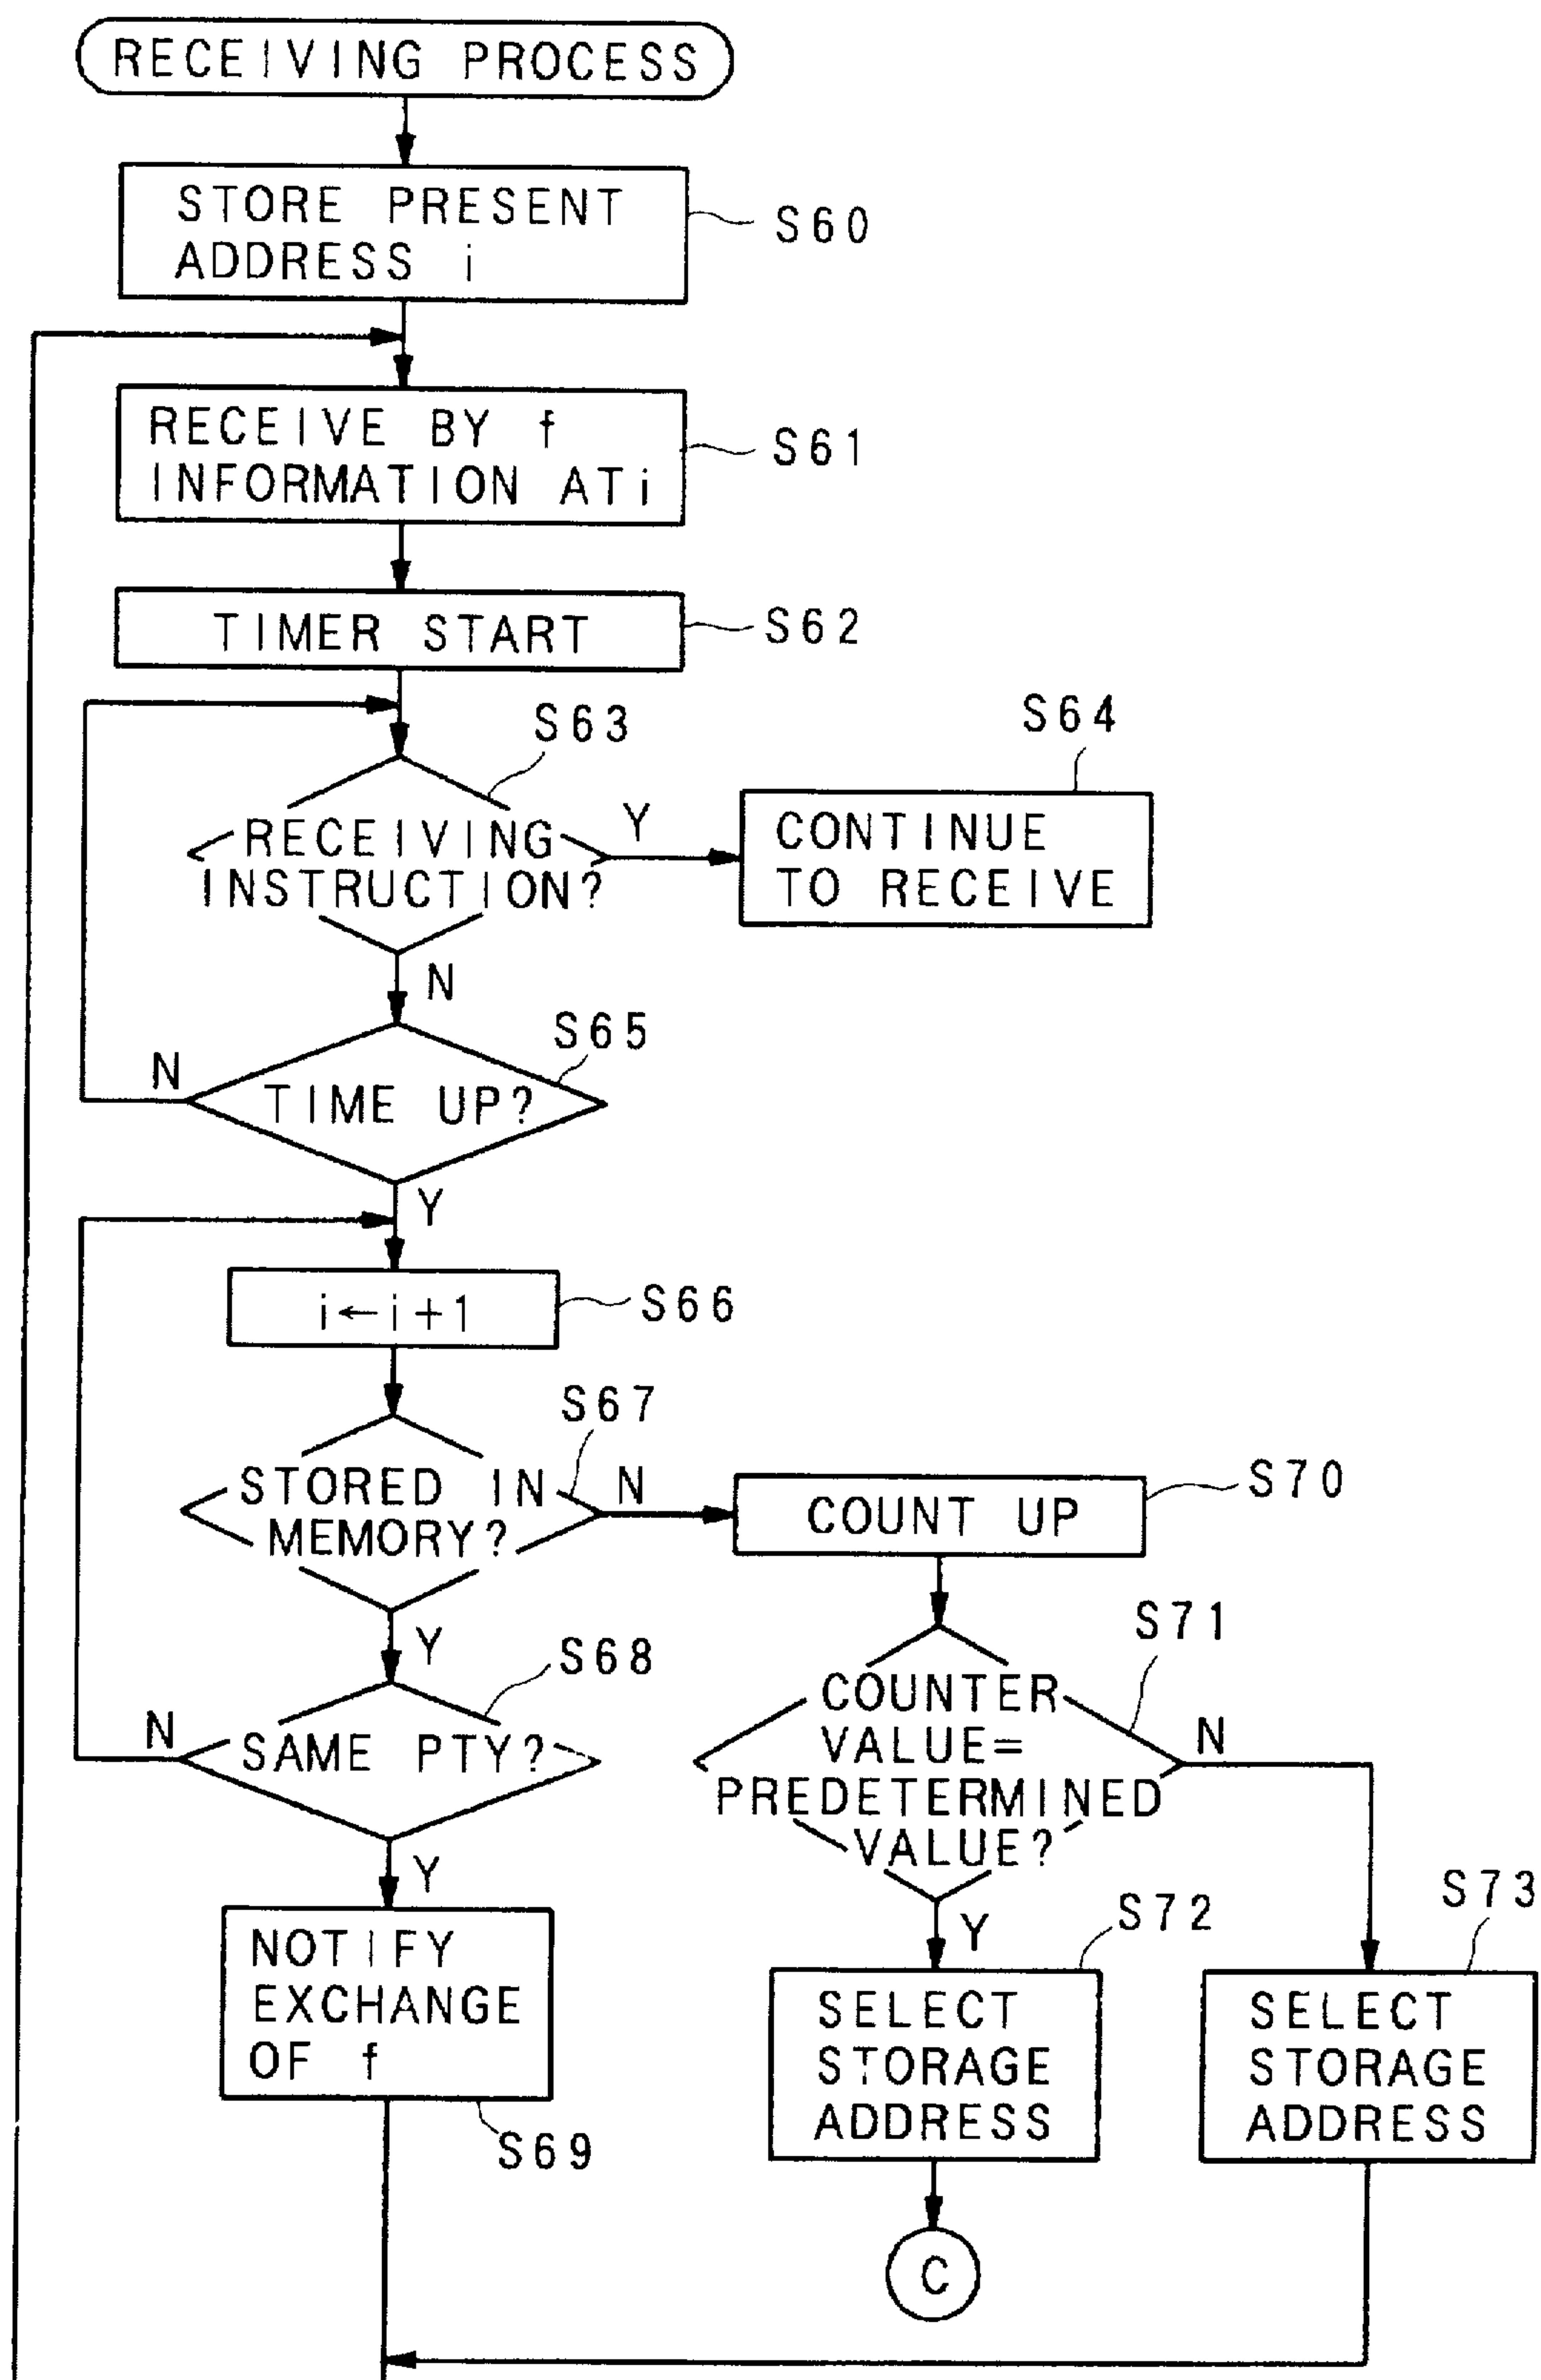 RECEIVING PROCESS
STORE PRESENT
ADDRESS i
S60
RECEIVE BY f
INFORMATION ATi
S61
TIMER START
S62
S63
RECEIVING
INSTRUCTION?
Y
N
S64
CONTINUE
TO RECEIVE
S65
TIME UP?
N
Y
i←i+1
S66
S67
STORED IN
MEMORY?
N
Y
COUNT UP
S70
S68
SAME PTY?
N
Y
S71
COUNTER
VALUE=
PREDETERMINED
VALUE?
N
Y
NOTIFY
EXCHANGE
OF f
S69
S72
SELECT
STORAGE
ADDRESS
S73
SELECT
STORAGE
ADDRESS
C